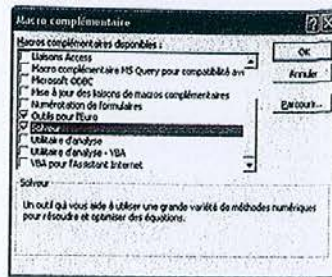 Macro complémentaire
Macros complémentaires disponibles :
Liaisons Access
Macro complémentaire MS Query pour compatibilité avi
Microsoft ODBC
Mise à jour des liaisons de macros complémentaires
Numérotation de formulaires
Outils pour l'Euro
Solveur
Utilitaire d'analyse
Utilitaire d'analyse - VBA
VBA pour l'Assistant Internet
OK
Annuler
Parcourir...
Solveur
Un outil qui vous aide à utiliser une grande variété de méthodes numériques
pour résoudre et optimiser des équations.